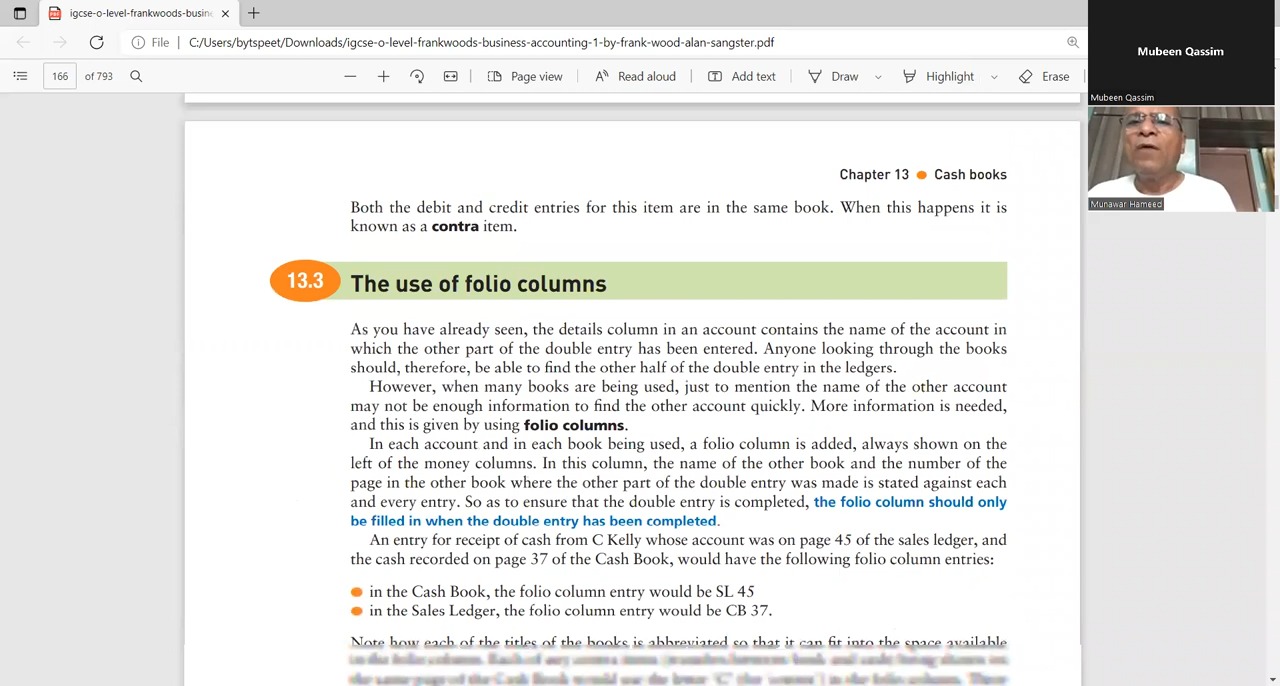 igcse-o-level-frankwoods-busin
File C:/Users/bytspeet/Downloads/igcse-o-level-frankwoods-business-accounting-1-by-frank-wood-alan-sangster.pdf
166 of 793 Page view Read aloud Add text Draw Highlight Erase
Mubeen Qassim
Mubeen Qassim
Munawar Hameed
Chapter 13 Cash books
Both the debit and credit entries for this item are in the same book. When this happens it is
known as a contra item.
13.3 The use of folio columns
As you have already seen, the details column in an account contains the name of the account in
which the other part of the double entry has been entered. Anyone looking through the books
should, therefore, be able to find the other half of the double entry in the ledgers.
However, when many books are being used, just to mention the name of the other account
may not be enough information to find the other account quickly. More information is needed,
and this is given by using folio columns.
In each account and in each book being used, a folio column is added, always shown on the
left of the money columns. In this column, the name of the other book and the number of the
page in the other book where the other part of the double entry was made is stated against each
and every entry. So as to ensure that the double entry is completed, the folio column should only
be filled in when the double entry has been completed.
An entry for receipt of cash from C Kelly whose account was on page 45 of the sales ledger, and
the cash recorded on page 37 of the Cash Book, would have the following folio column entries:
in the Cash Book, the folio column entry would be SL 45
in the Sales Ledger, the folio column entry would be CB 37.
Note how each of the titles of the books is abbreviated so that it can fit into the space available